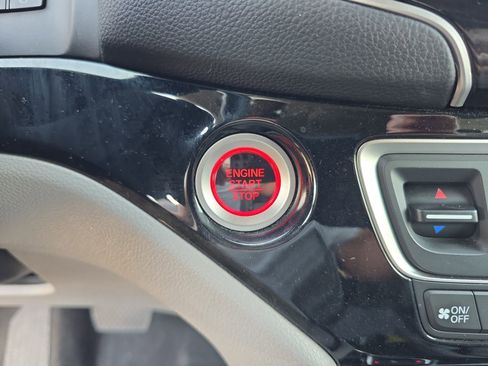 ENGINE
START
STOP
ON/
OFF